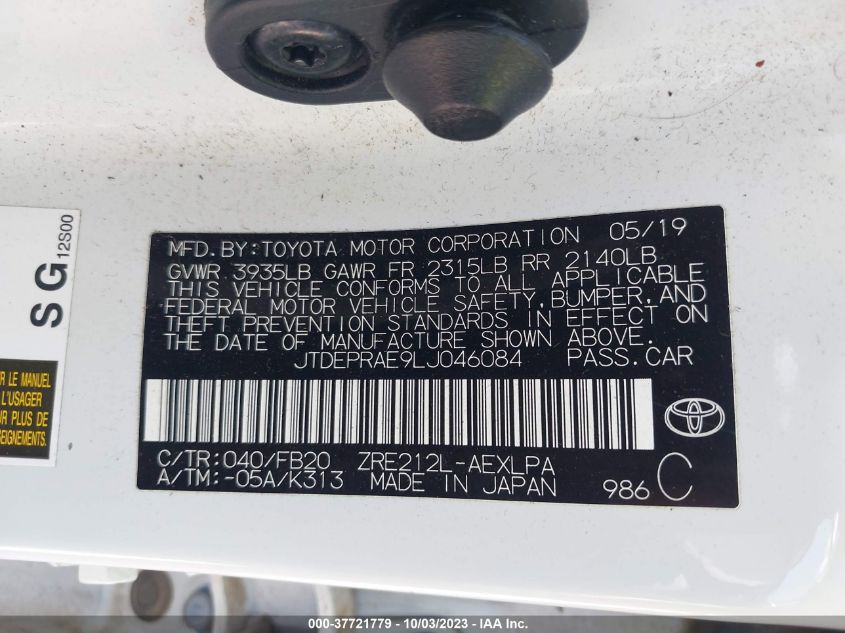 MFD.BY:TOYOTA MOTOR CORPORATION 05/19
GVWR 3935LB GAWR FR 2315LB RR 2140LB
THIS VEHICLE CONFORMS TO ALL APPLICABLE
FEDERAL MOTOR VEHICLE SAFETY,BUMPER,AND
THEFT PREVENTION STANDARDS IN EFFECT ON
THE DATE OF MANUFACTURE SHOWN ABOVE.
JTDEPRAE9LJ046084 PASS.CAR
C/TR:040/FB20 ZRE212L-AEXLPA
A/TM:-05A/K313 MADE IN JAPAN 986 C
SG
12S00
LE MANUEL
L'USAGER
PLUS DE
000-37721779 - 10/03/2023 - IAA Inc.